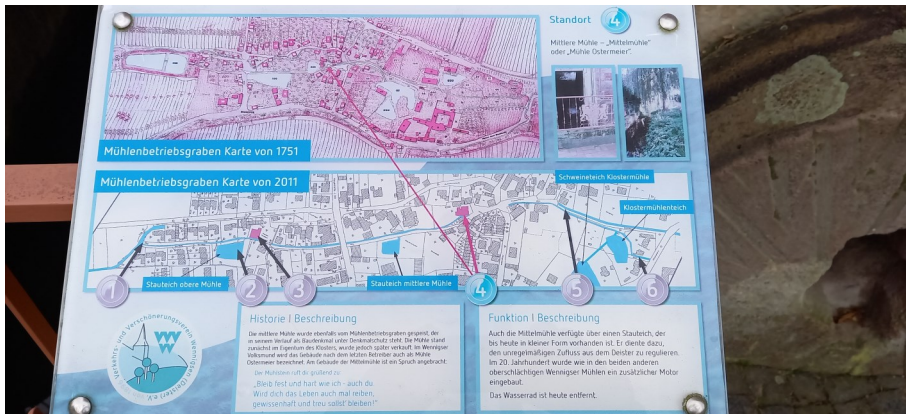 Standort 4
Mittlere Mühle – „Mittelmühle"
oder „Mühle Ostermeier".
Mühlenbetriebsgraben Karte von 1751
Mühlenbetriebsgraben Karte von 2011
Schweineteich Klostermühle
Klostermühlenteich
Stauteich obere Mühle
Stauteich mittlere Mühle
1 2 3 4 5 6
Verkehrs- und Verschönerungsverein Wennigsen (Deister) e.V.
Historie | Beschreibung
Die mittlere Mühle wurde ebenfalls vom Mühlenbetriebsgraben gespeist, der
in seinem Verlauf als Baudenkmal unter Denkmalschutz steht. Die Mühle stand
zunächst im Eigentum des Klosters, wurde jedoch später verkauft. Im Wennigser
Volksmund wird das Gebäude nach dem letzten Betreiber auch als Mühle
Ostermeier bezeichnet. Am Gebäude der Mittelmühle ist ein Spruch angebracht:
Der Mühlstein ruft dir grollend zu:
„Bleib fest und hart wie ich - auch du.
Wird dich das Leben auch mal reiben,
gewissenhaft und treu sollst' bleiben!"
Funktion | Beschreibung
Auch die Mittelmühle verfügte über einen Stauteich, der
bis heute in kleiner Form vorhanden ist. Er diente dazu,
den unregelmäßigen Zufluss aus dem Deister zu regulieren.
Im 20. Jahrhundert wurde wie in den beiden anderen
oberschlächtigen Wennigser Mühlen ein zusätzlicher Motor
eingebaut.
Das Wasserrad ist heute entfernt.